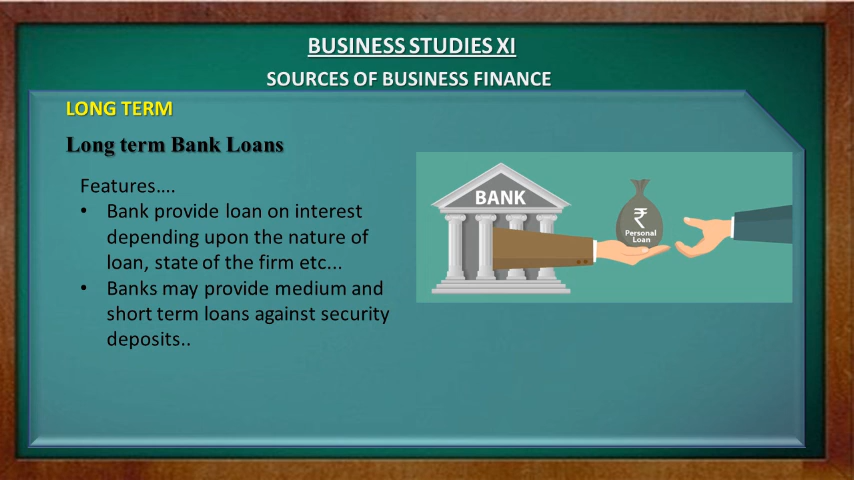 BUSINESS STUDIES XI
SOURCES OF BUSINESS FINANCE
LONG TERM
Long term Bank Loans
Features....
• Bank provide loan on interest
depending upon the nature of
loan, state of the firm etc...
• Banks may provide medium and
short term loans against security
deposits..
BANK
₹
Personal
Loan